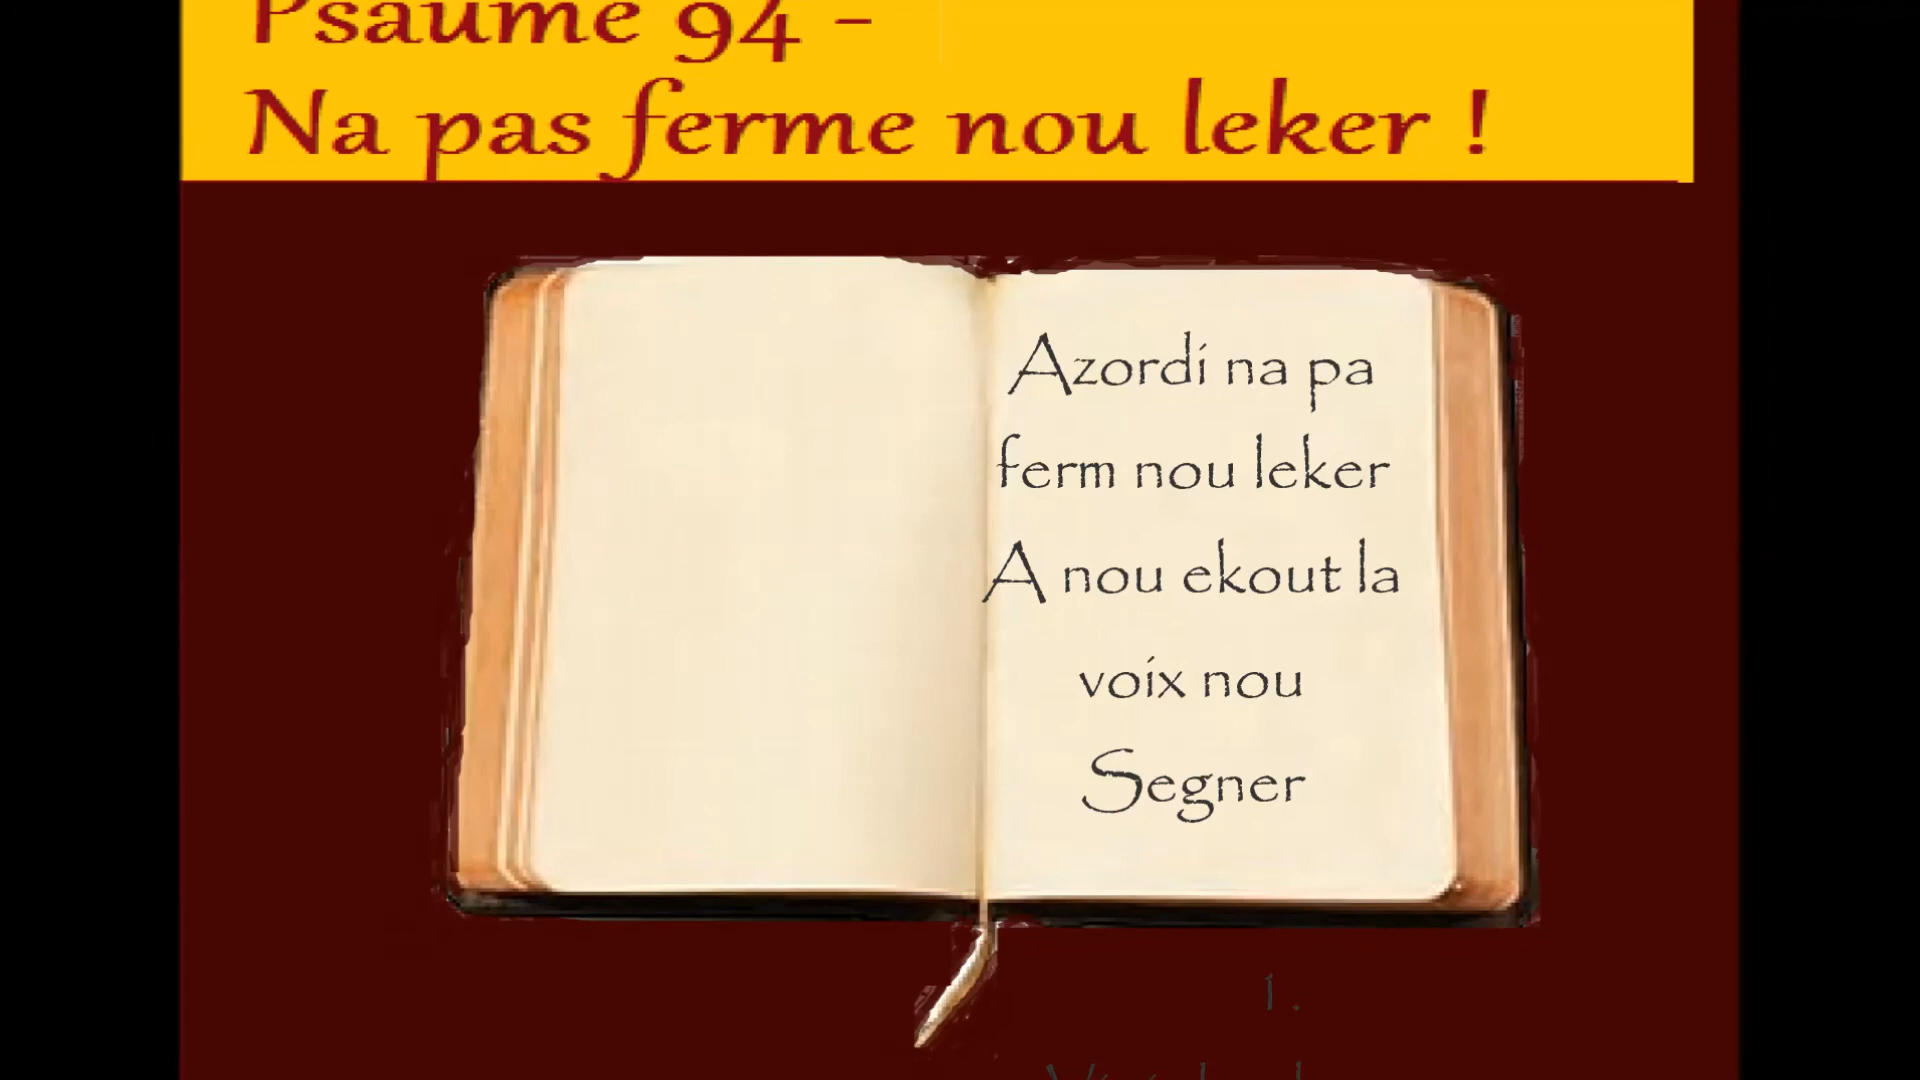 Psaume 94 -
Na pas ferme nou leker !
Azordi na pa
ferm nou leker
A nou ekout la
voix nou
Segner
1.